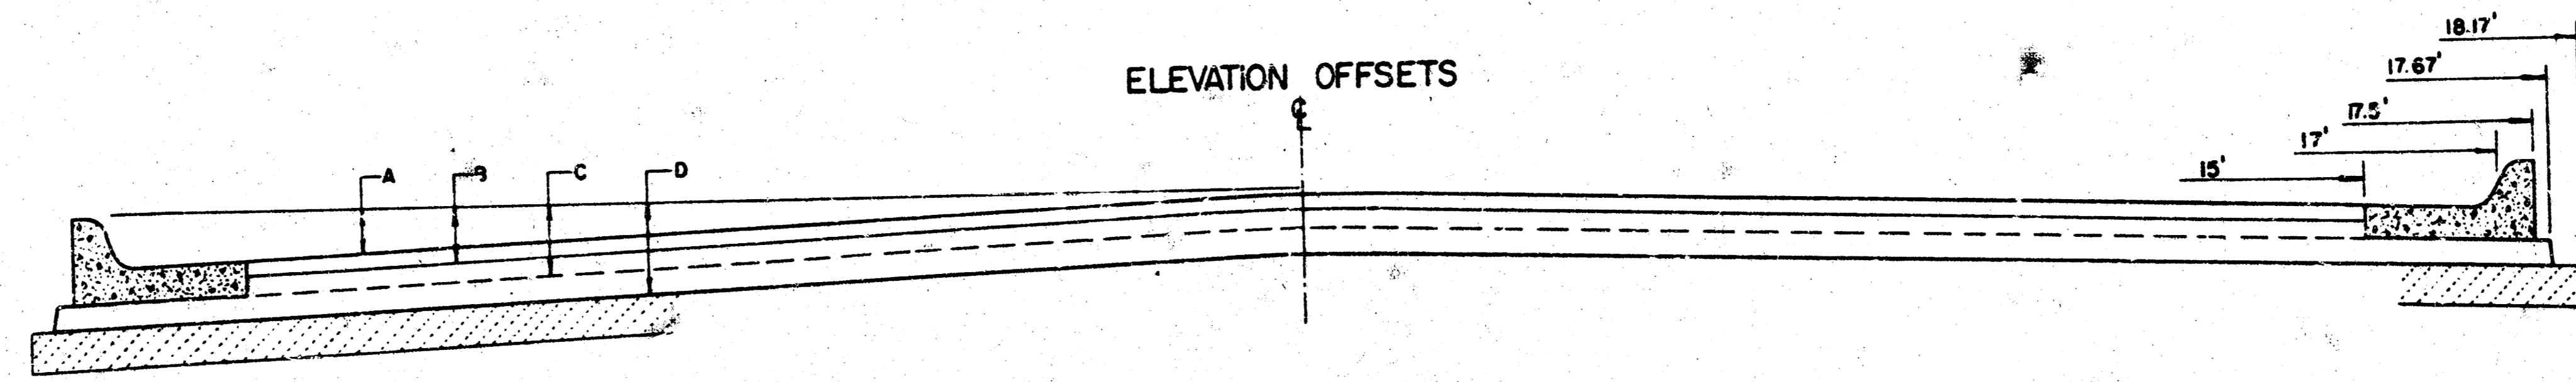 ELEVATION OFFSETS
℄
18.17'
17.67'
17.5'
17'
15'
A
B
C
D